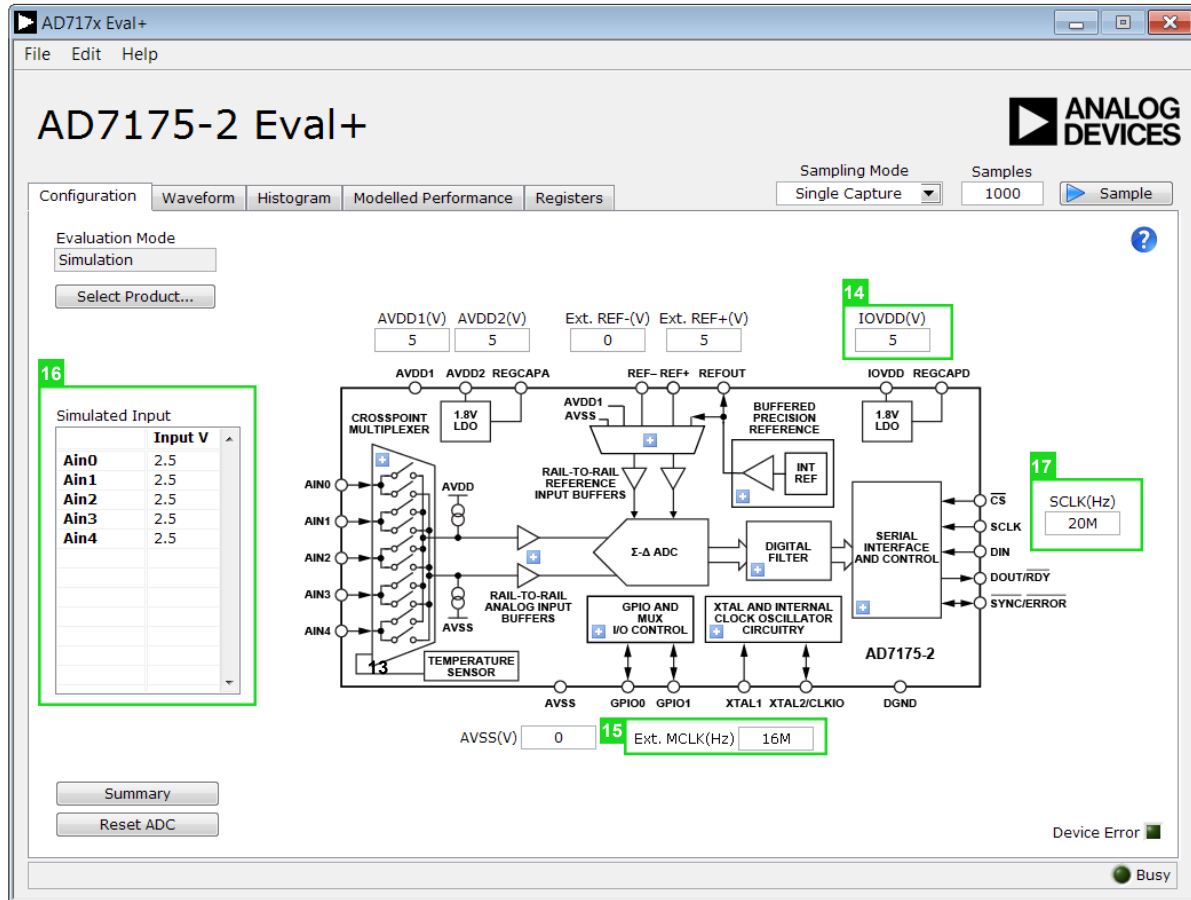 AD717x Eval+
File Edit Help
AD7175-2 Eval+
ANALOG
DEVICES
Sampling Mode Samples
Configuration Waveform Histogram Modelled Performance Registers
Single Capture 1000 Sample
Evaluation Mode
Simulation
Select Product...
14
AVDD1(V) AVDD2(V) Ext. REF-(V) Ext. REF+(V) IOVDD(V)
5 5 0 5 5
16
AVDD1 AVDD2 REGCAPA REF– REF+ REFOUT IOVDD REGCAPD
Simulated Input
Input V
Ain0 2.5
Ain1 2.5
Ain2 2.5
Ain3 2.5
Ain4 2.5
CROSSPOINT
MULTIPLEXER
1.8V
LDO
AVDD1
AVSS
BUFFERED
PRECISION
REFERENCE
1.8V
LDO
RAIL-TO-RAIL
REFERENCE
INPUT BUFFERS
INT
REF
17
SCLK(Hz)
20M
AIN0
AIN1
AIN2
AIN3
AIN4
AVDD
AVSS
RAIL-TO-RAIL
ANALOG INPUT
BUFFERS
Σ-Δ ADC
DIGITAL
FILTER
SERIAL
INTERFACE
AND CONTROL
CS
SCLK
DIN
DOUT/RDY
SYNC/ERROR
GPIO AND
MUX
I/O CONTROL
XTAL AND INTERNAL
CLOCK OSCILLATOR
CIRCUITRY
AD7175-2
13
TEMPERATURE
SENSOR
AVSS GPIO0 GPIO1 XTAL1 XTAL2/CLKIO DGND
AVSS(V) 0 15 Ext. MCLK(Hz) 16M
Summary
Reset ADC
Device Error
Busy